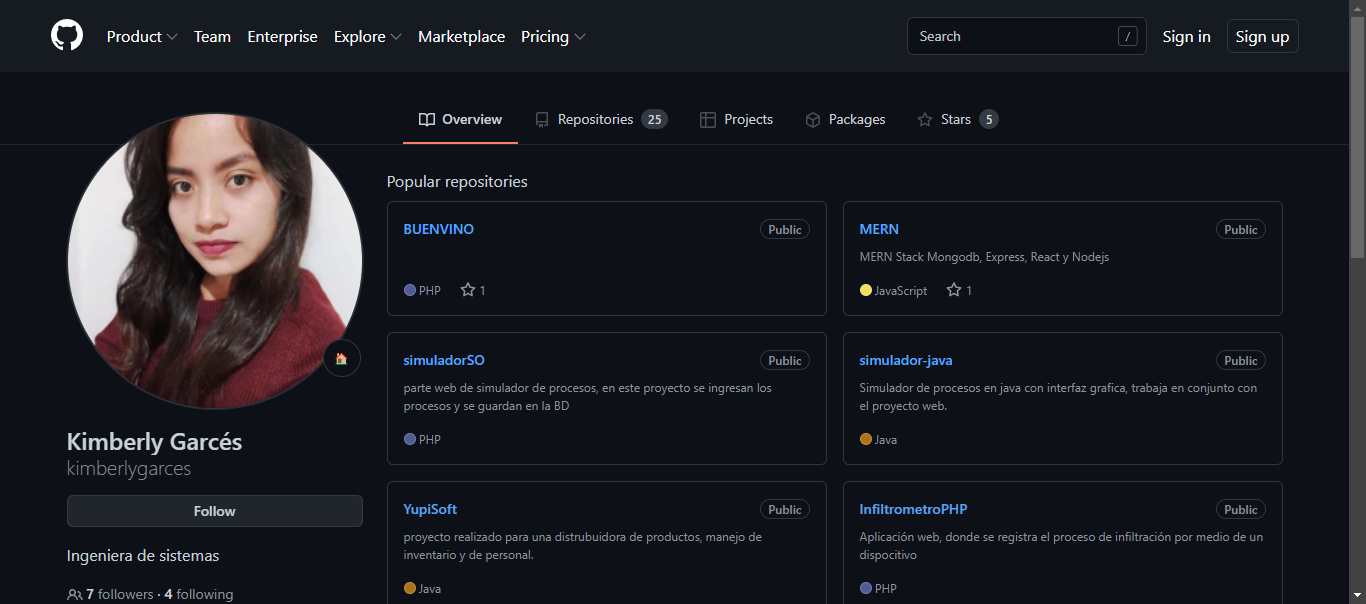 Product Team Enterprise Explore Marketplace Pricing Search / Sign in Sign up
Overview Repositories 25 Projects Packages Stars 5
Popular repositories
BUENVINO Public
PHP 1
MERN Public
MERN Stack Mongodb, Express, React y Nodejs
JavaScript 1
simuladorSO Public
parte web de simulador de procesos, en este proyecto se ingresan los
procesos y se guardan en la BD
PHP
simulador-java Public
Simulador de procesos en java con interfaz grafica, trabaja en conjunto con
el proyecto web.
Java
YupiSoft Public
proyecto realizado para una distrubuidora de productos, manejo de
inventario y de personal.
Java
InfiltrometroPHP Public
Aplicación web, donde se registra el proceso de infiltración por medio de un
dispocitivo
PHP
Kimberly Garcés
kimberlygarces
Follow
Ingeniera de sistemas
7 followers · 4 following